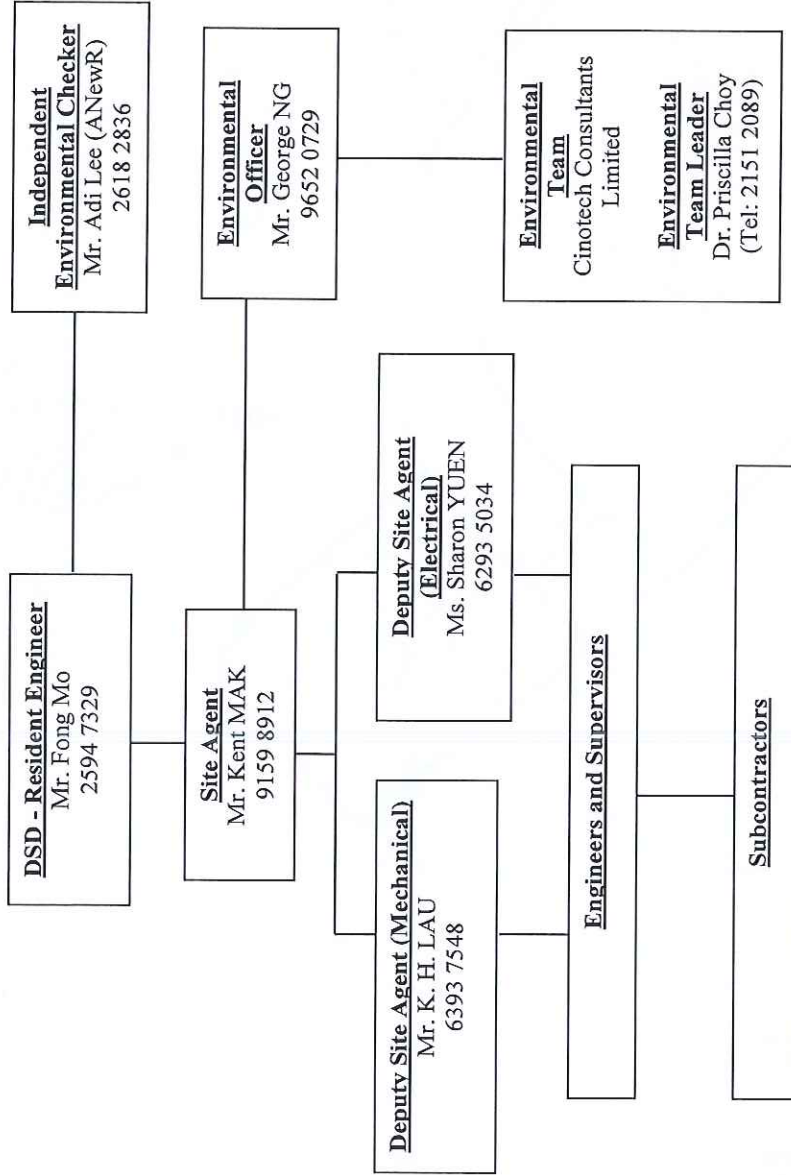 DSD - Resident Engineer
Mr. Fong Mo
2594 7329
Independent
Environmental Checker
Mr. Adi Lee (ANewR)
2618 2836
Site Agent
Mr. Kent MAK
9159 8912
Environmental
Officer
Mr. George NG
9652 0729
Deputy Site Agent (Mechanical)
Mr. K. H. LAU
6393 7548
Deputy Site Agent
(Electrical)
Ms. Sharon YUEN
6293 5034
Environmental
Team
Cinotech Consultants
Limited
Environmental
Team Leader
Dr. Priscilla Choy
(Tel: 2151 2089)
Engineers and Supervisors
Subcontractors